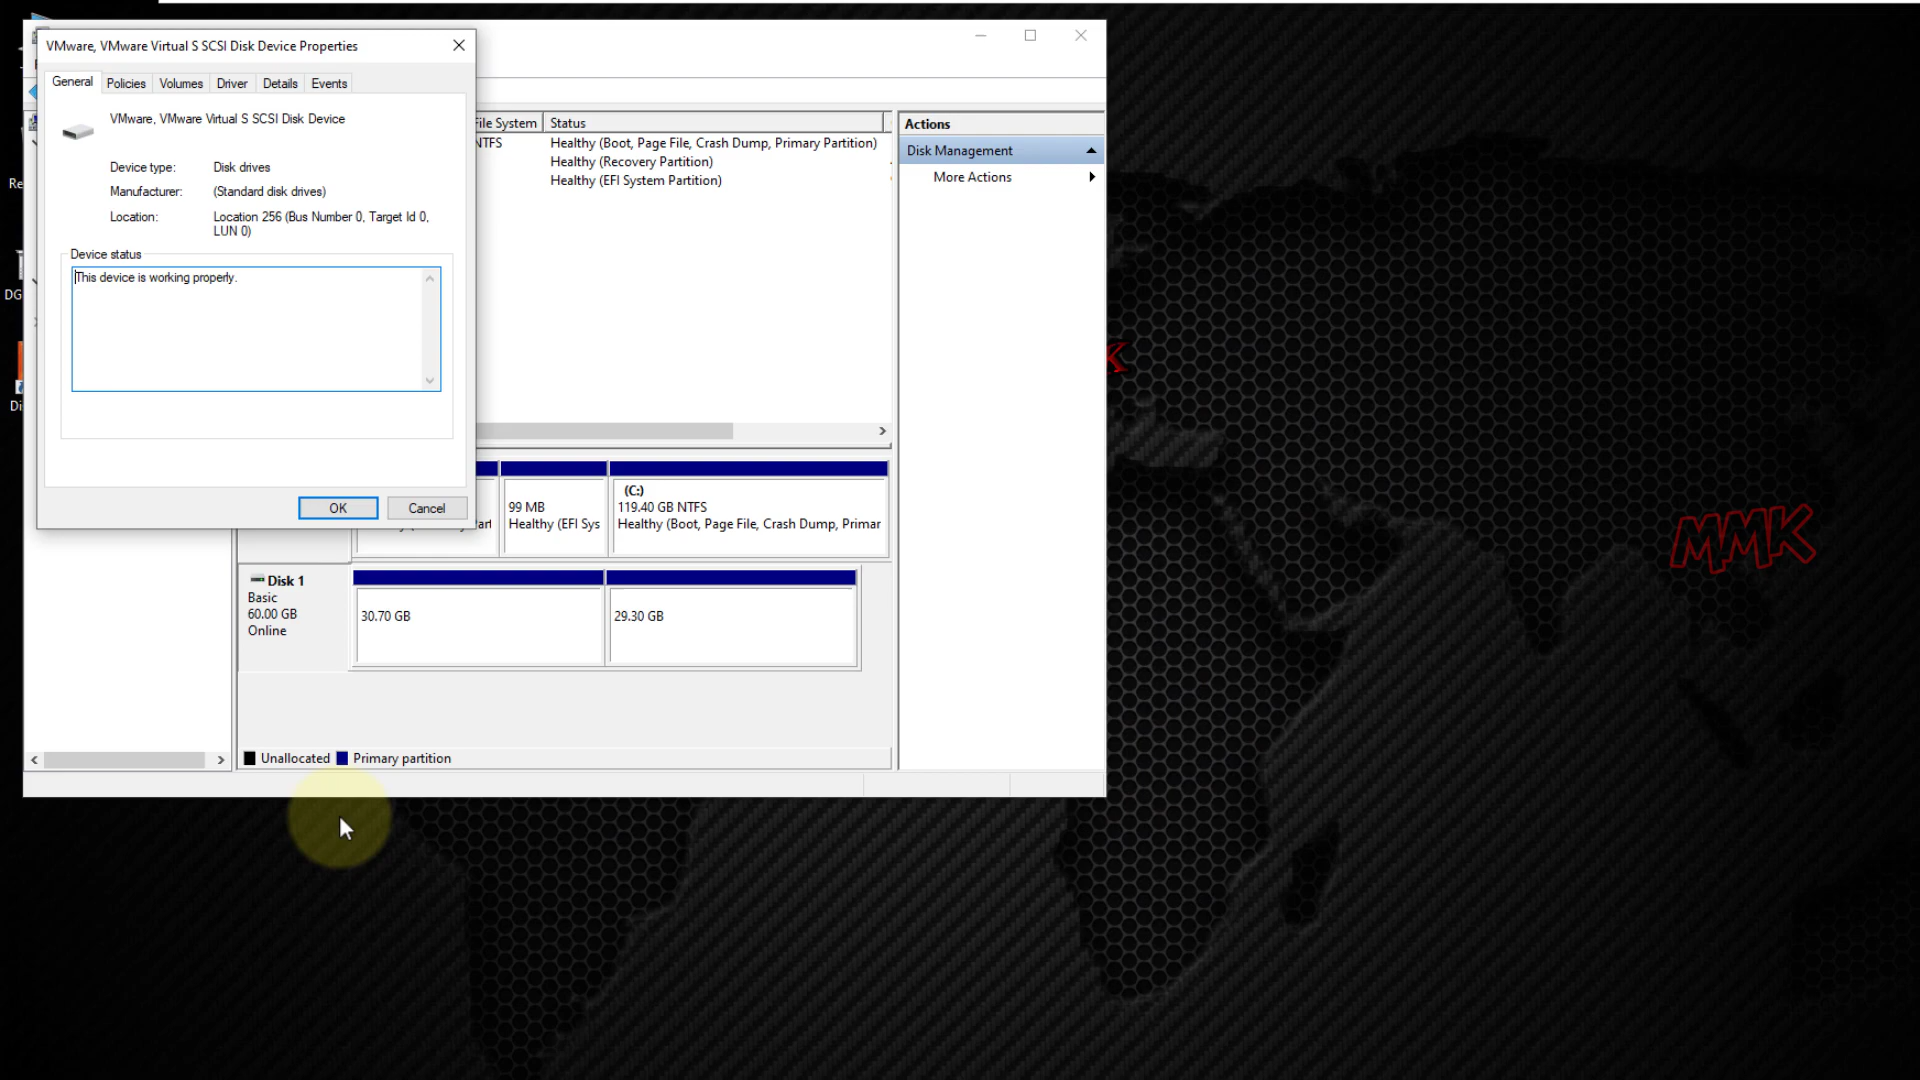 VMware, VMware Virtual S SCSI Disk Device Properties
General Policies Volumes Driver Details Events
VMware, VMware Virtual S SCSI Disk Device
Device type: Disk drives
Manufacturer: (Standard disk drives)
Location: Location 256 (Bus Number 0, Target Id 0,
LUN 0)
Device status
This device is working properly.
OK Cancel
File System Status
NTFS Healthy (Boot, Page File, Crash Dump, Primary Partition)
Healthy (Recovery Partition)
Healthy (EFI System Partition)
Actions
Disk Management
More Actions
99 MB
Healthy (EFI Sys
(C:)
119.40 GB NTFS
Healthy (Boot, Page File, Crash Dump, Primar
Disk 1
Basic
60.00 GB
Online
30.70 GB
29.30 GB
Unallocated Primary partition
Re
DG
Di
K
MMK